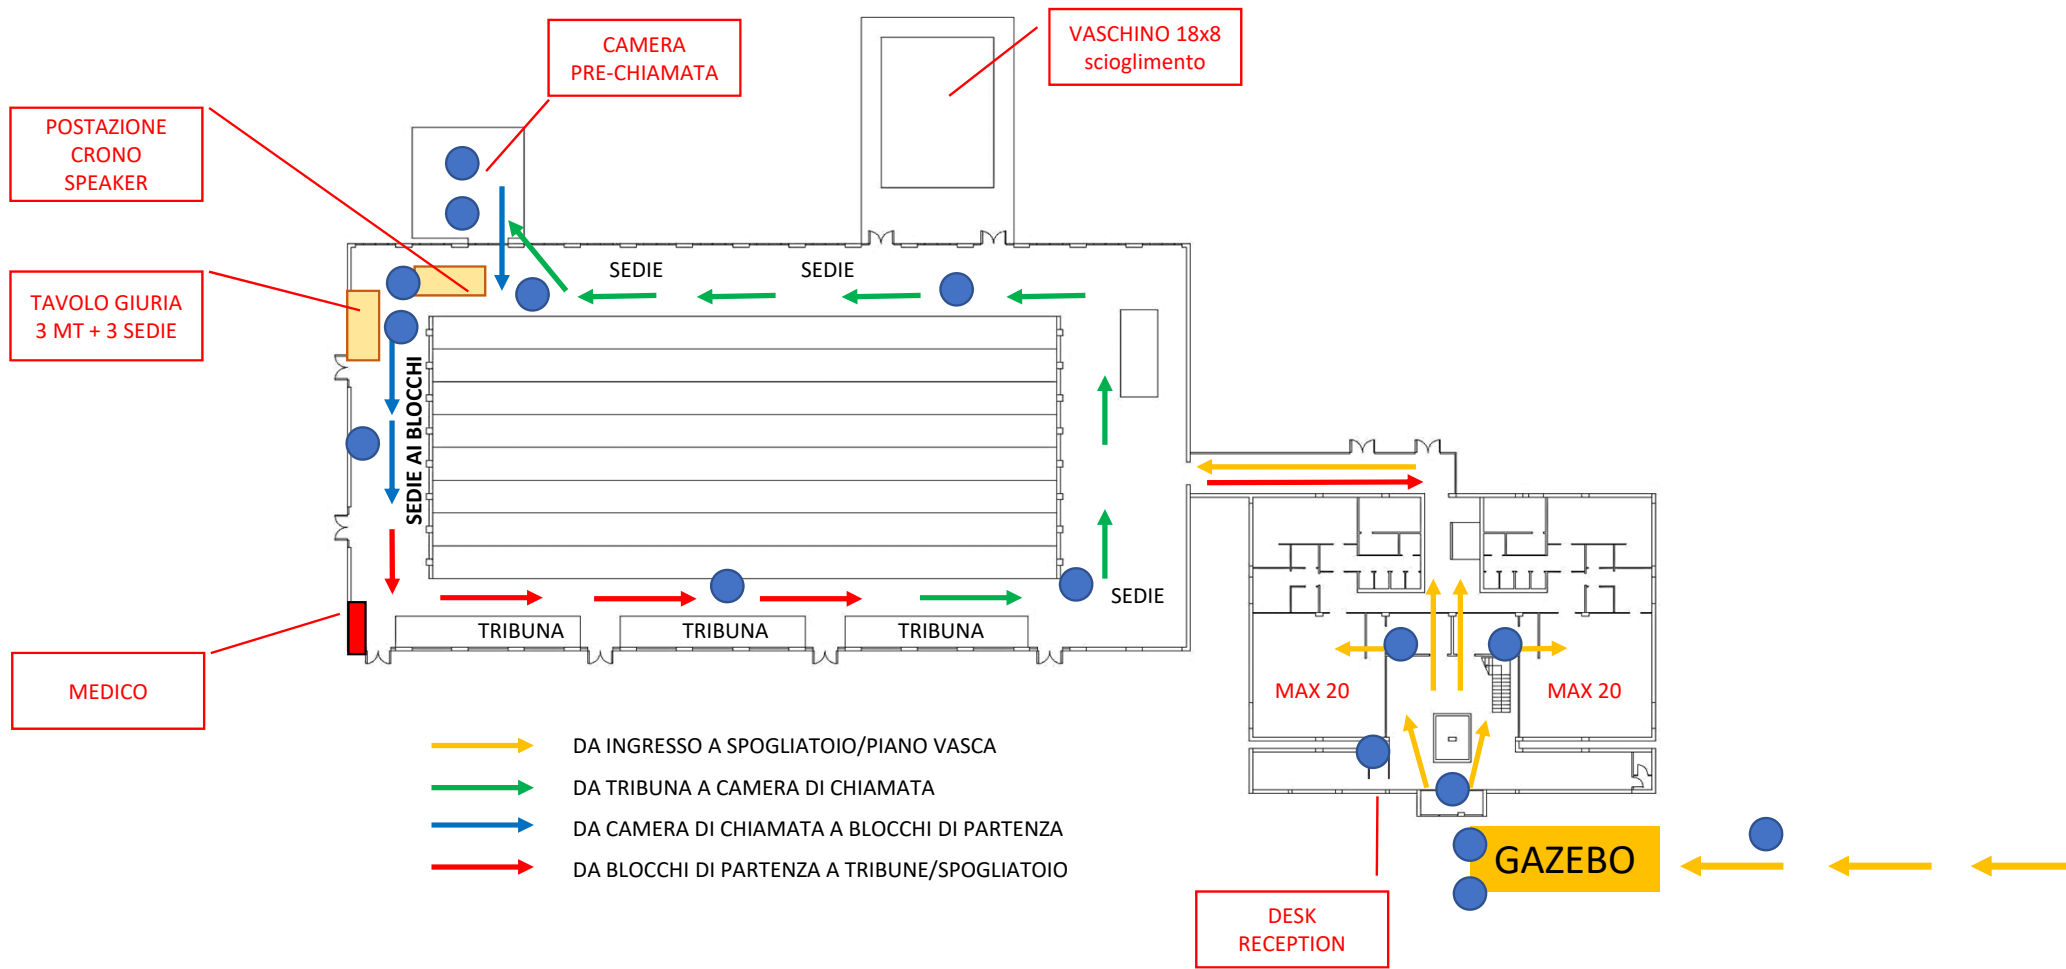 CAMERA
PRE-CHIAMATA
VASCHINO 18x8
scioglimento
POSTAZIONE
CRONO
SPEAKER
TAVOLO GIURIA
3 MT + 3 SEDIE
SEDIE
SEDIE
SEDIE AI BLOCCHI
SEDIE
TRIBUNA
TRIBUNA
TRIBUNA
MEDICO
MAX 20
MAX 20
DA INGRESSO A SPOGLIATOIO/PIANO VASCA
DA TRIBUNA A CAMERA DI CHIAMATA
DA CAMERA DI CHIAMATA A BLOCCHI DI PARTENZA
DA BLOCCHI DI PARTENZA A TRIBUNE/SPOGLIATOIO
GAZEBO
DESK
RECEPTION